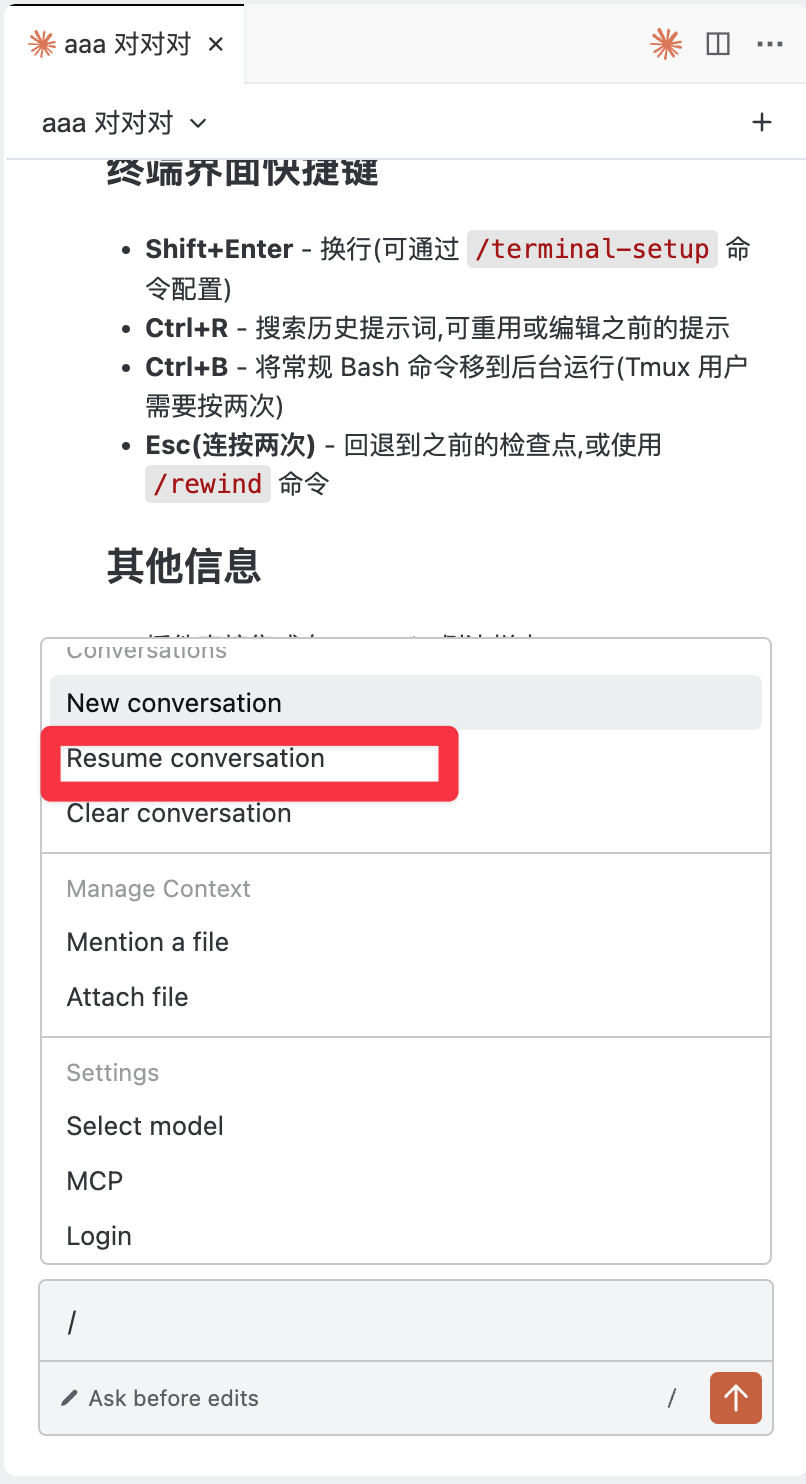 aaa 对对对
aaa 对对对
终端界面快捷键
Shift+Enter - 换行(可通过 /terminal-setup 命
令配置)
Ctrl+R - 搜索历史提示词,可重用或编辑之前的提示
Ctrl+B - 将常规 Bash 命令移到后台运行(Tmux 用户
需要按两次)
Esc(连按两次) - 回退到之前的检查点,或使用
/rewind 命令
其他信息
Conversations
New conversation
Resume conversation
Clear conversation
Manage Context
Mention a file
Attach file
Settings
Select model
MCP
Login
/
Ask before edits /